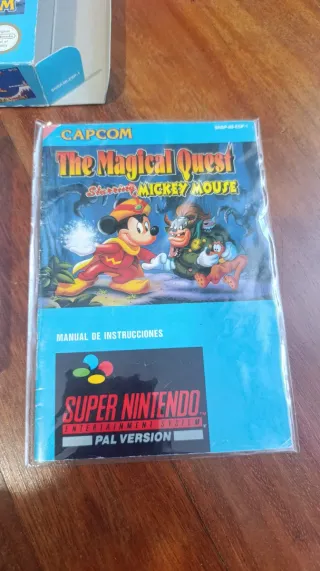 CAPCOM
The Magical Quest
Starring MICKEY MOUSE
MANUAL DE INSTRUCCIONES
SUPER NINTENDO
ENTERTAINMENT SYSTEM
PAL VERSION